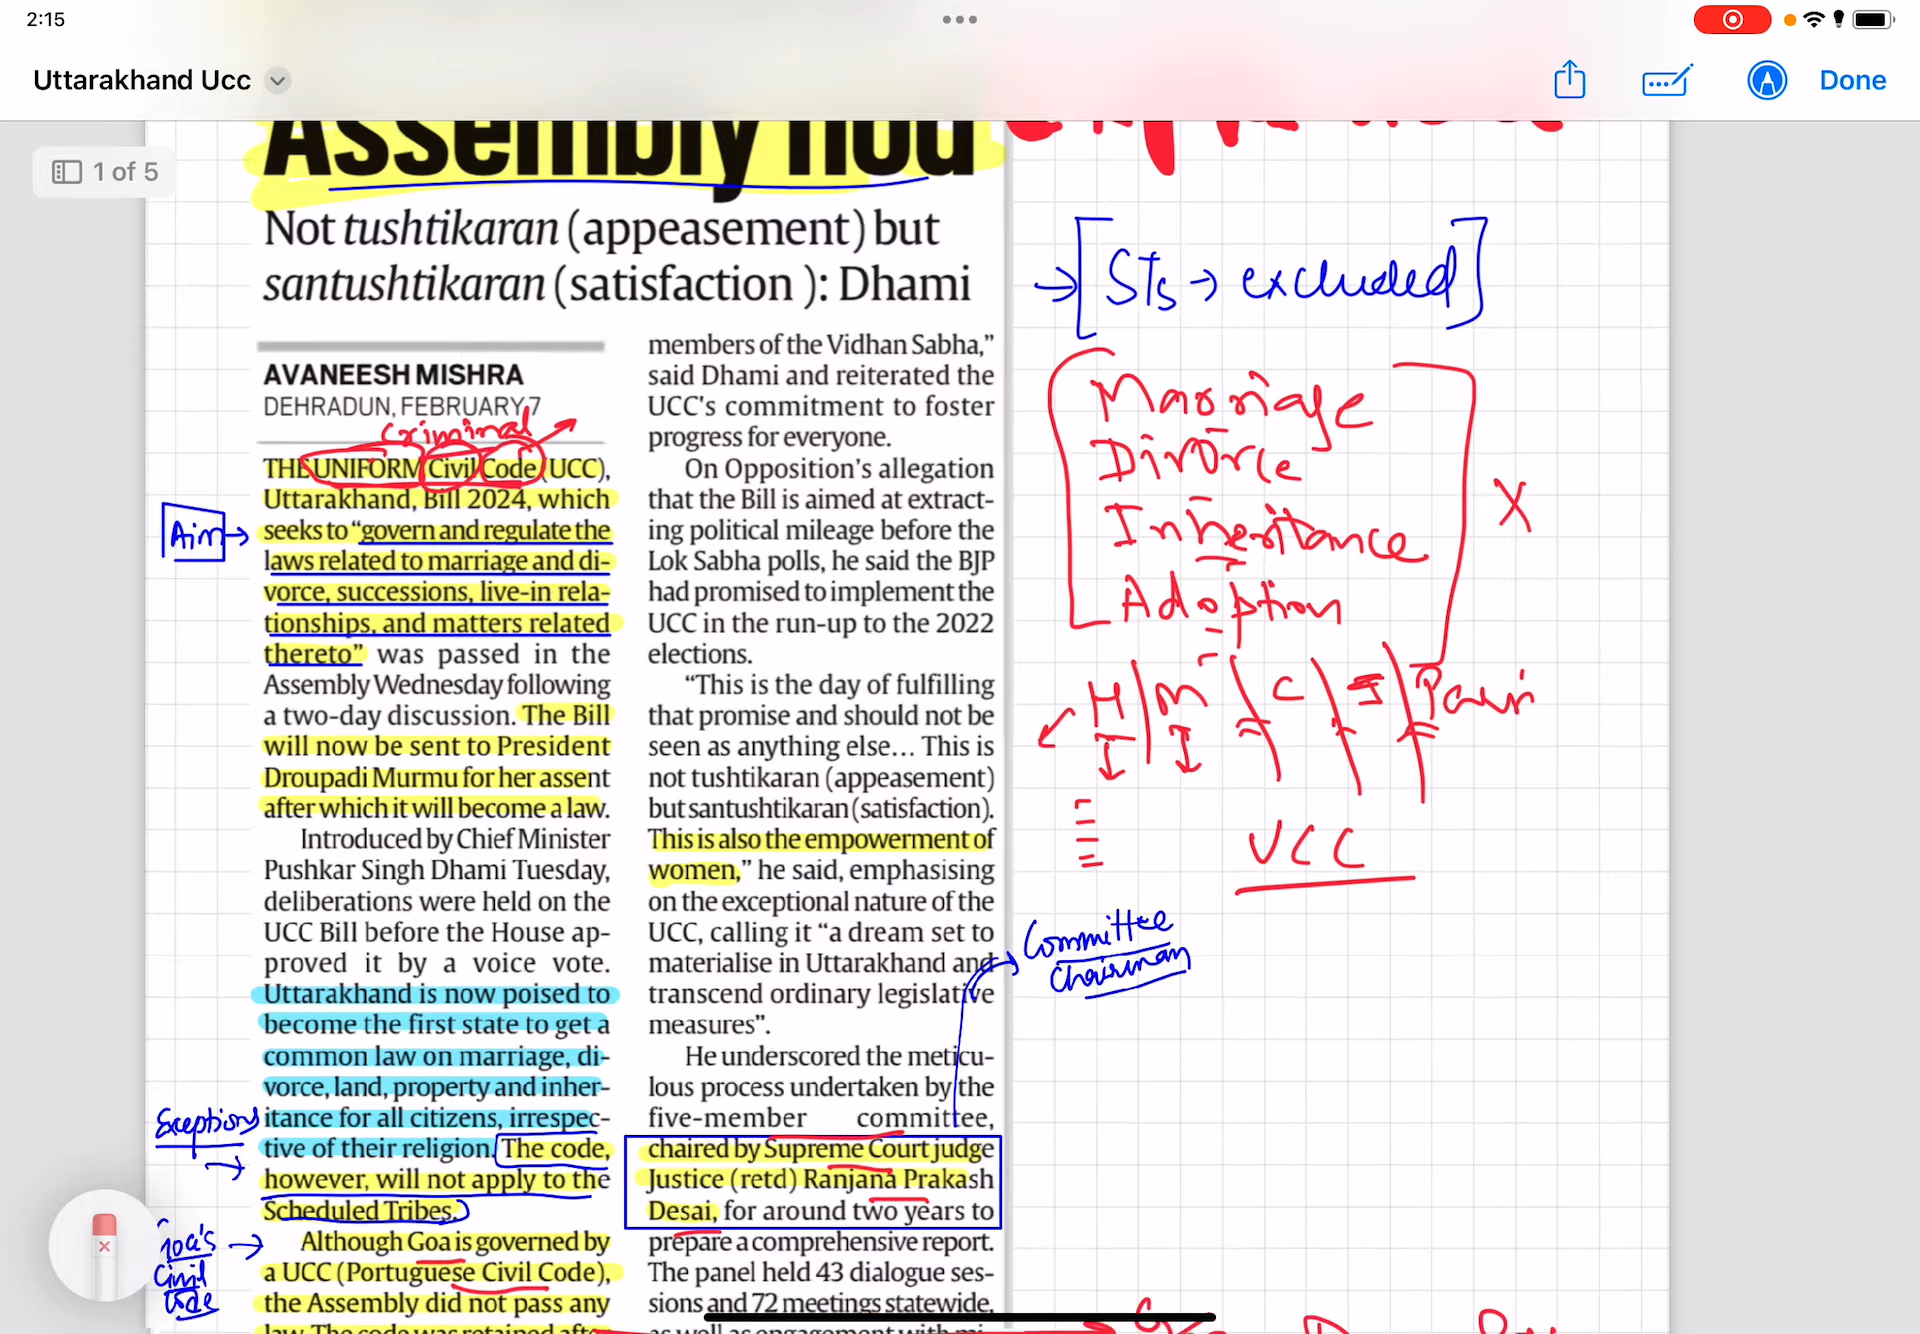 2:15
Uttarakhand Ucc
Done
1 of 5
Assembly nod
Not tushtikaran (appeasement) but
santushtikaran (satisfaction ): Dhami
AVANEESH MISHRA
DEHRADUN, FEBRUARY 7
Criminal
THE UNIFORM Civil Code (UCC),
Uttarakhand, Bill 2024, which
Aim
seeks to “govern and regulate the
laws related to marriage and di-
vorce, successions, live-in rela-
tionships, and matters related
thereto” was passed in the
Assembly Wednesday following
a two-day discussion. The Bill
will now be sent to President
Droupadi Murmu for her assent
after which it will become a law.
Introduced by Chief Minister
Pushkar Singh Dhami Tuesday,
deliberations were held on the
UCC Bill before the House ap-
proved it by a voice vote.
Uttarakhand is now poised to
become the first state to get a
common law on marriage, di-
vorce, land, property and inher-
Exceptions
itance for all citizens, irrespec-
tive of their religion. The code,
however, will not apply to the
Scheduled Tribes.
Goa's
Civil
Code
Although Goa is governed by
a UCC (Portuguese Civil Code),
the Assembly did not pass any
law. The code was retained after
members of the Vidhan Sabha,”
said Dhami and reiterated the
UCC's commitment to foster
progress for everyone.
On Opposition’s allegation
that the Bill is aimed at extract-
ing political mileage before the
Lok Sabha polls, he said the BJP
had promised to implement the
UCC in the run-up to the 2022
elections.
“This is the day of fulfilling
that promise and should not be
seen as anything else... This is
not tushtikaran (appeasement)
but santushtikaran (satisfaction).
This is also the empowerment of
women,” he said, emphasising
on the exceptional nature of the
UCC, calling it “a dream set to
materialise in Uttarakhand and
transcend ordinary legislative
measures”.
He underscored the meticu-
lous process undertaken by the
five-member committee,
chaired by Supreme Court judge
Justice (retd) Ranjana Prakash
Desai, for around two years to
prepare a comprehensive report.
The panel held 43 dialogue ses-
sions and 72 meetings statewide,
[STs → excluded]
Marriage
Divorce
Inheritance
Adoption
X
H M C J
UCC
Committee
Chairman